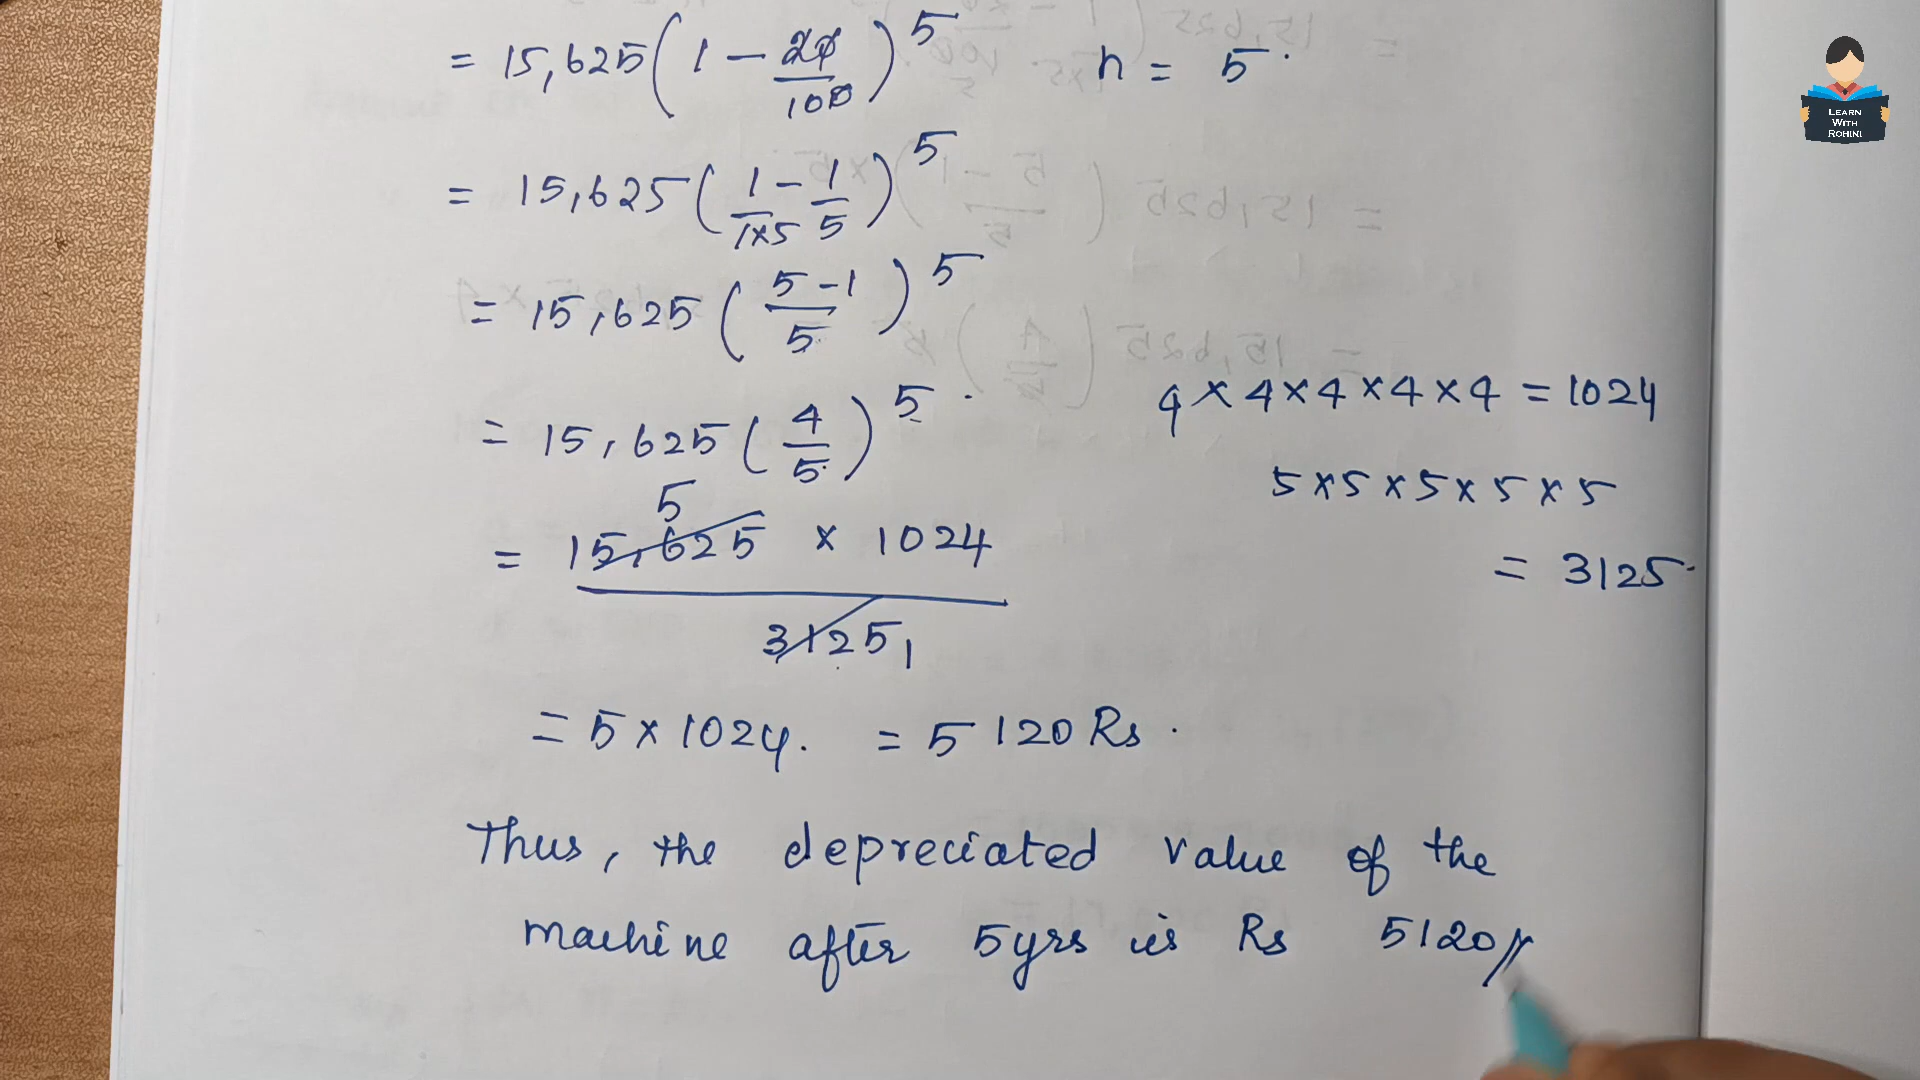 = 15,625 ( 1 - 20/100 )^5 n = 5.
= 15,625 ( 1/1×5 - 1/5 )^5
= 15,625 ( 5-1/5 )^5
= 15,625 ( 4/5 )^5 .
4 × 4 × 4 × 4 × 4 = 1024
5 × 5 × 5 × 5 × 5
= 3125.
5
= 15,625 × 1024
3125 1
= 5 × 1024. = 5120 Rs.
Thus, the depreciated value of the
machine after 5yrs is Rs 5120//
LEARN
WITH
ROHINI